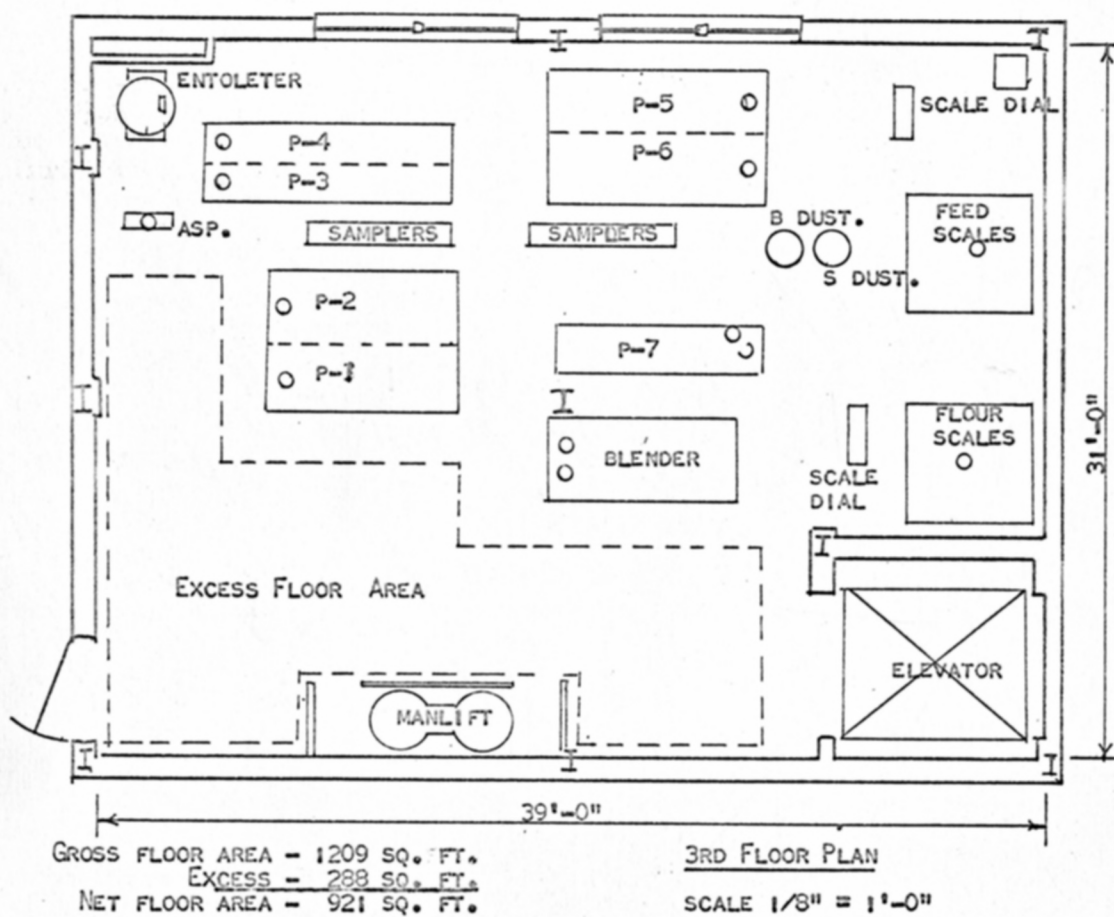 ENTOLETER
P-5
SCALE DIAL
P-4
P-6
P-3
B DUST.
FEED
SCALES
ASP.
SAMPLERS
SAMPLERS
S DUST.
P-2
P-7
P-1
FLOUR
SCALES
BLENDER
SCALE
DIAL
31'-0"
EXCESS FLOOR AREA
ELEVATOR
MANLIFT
39'-0"
GROSS FLOOR AREA - 1209 SQ. FT.
EXCESS - 288 SQ. FT.
NET FLOOR AREA - 921 SQ. FT.
3RD FLOOR PLAN
SCALE 1/8" = 1'-0"